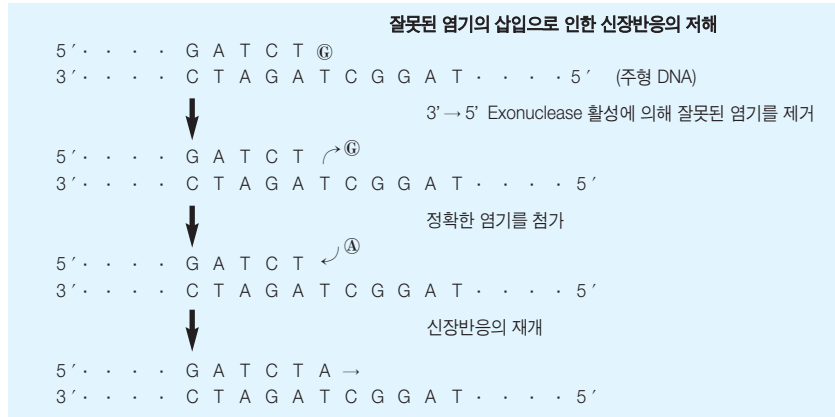 잘못된 염기의 삽입으로 인한 신장반응의 저해
5′· · · · G A T C T Ⓖ
3′· · · · C T A G A T C G G A T · · · · 5′ (주형 DNA)
3’→5’ Exonuclease 활성에 의해 잘못된 염기를 제거
5′· · · · G A T C T Ⓖ
3′· · · · C T A G A T C G G A T · · · · 5′
정확한 염기를 첨가
5′· · · · G A T C T Ⓐ
3′· · · · C T A G A T C G G A T · · · · 5′
신장반응의 재개
5′· · · · G A T C T A →
3′· · · · C T A G A T C G G A T · · · · 5′